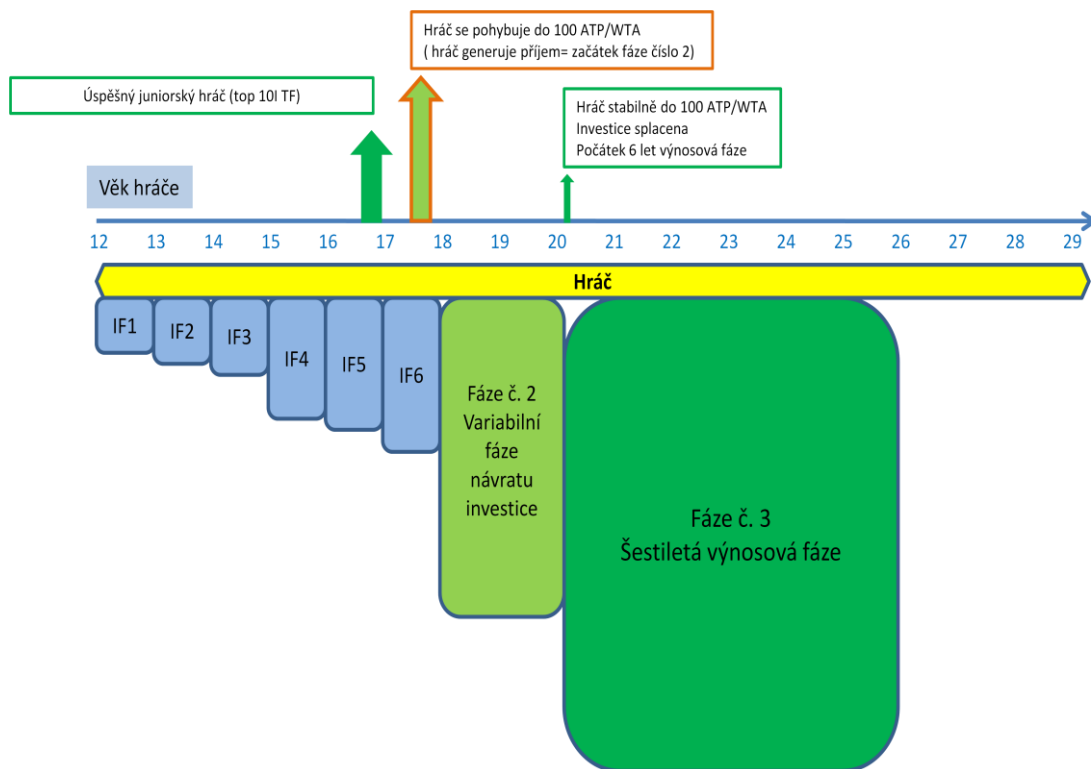 Hráč se pohybuje do 100 ATP/WTA
( hráč generuje příjem= začátek fáze číslo 2)
Úspěšný juniorský hráč (top 10I TF)
Hráč stabilně do 100 ATP/WTA
Investice splacena
Počátek 6 let výnosová fáze
Věk hráče
12 13 14 15 16 17 18 19 20 21 22 23 24 25 26 27 28 29
Hráč
IF1 IF2 IF3 IF4 IF5 IF6
Fáze č. 2
Variabilní
fáze
návratu
investice
Fáze č. 3
Šestiletá výnosová fáze